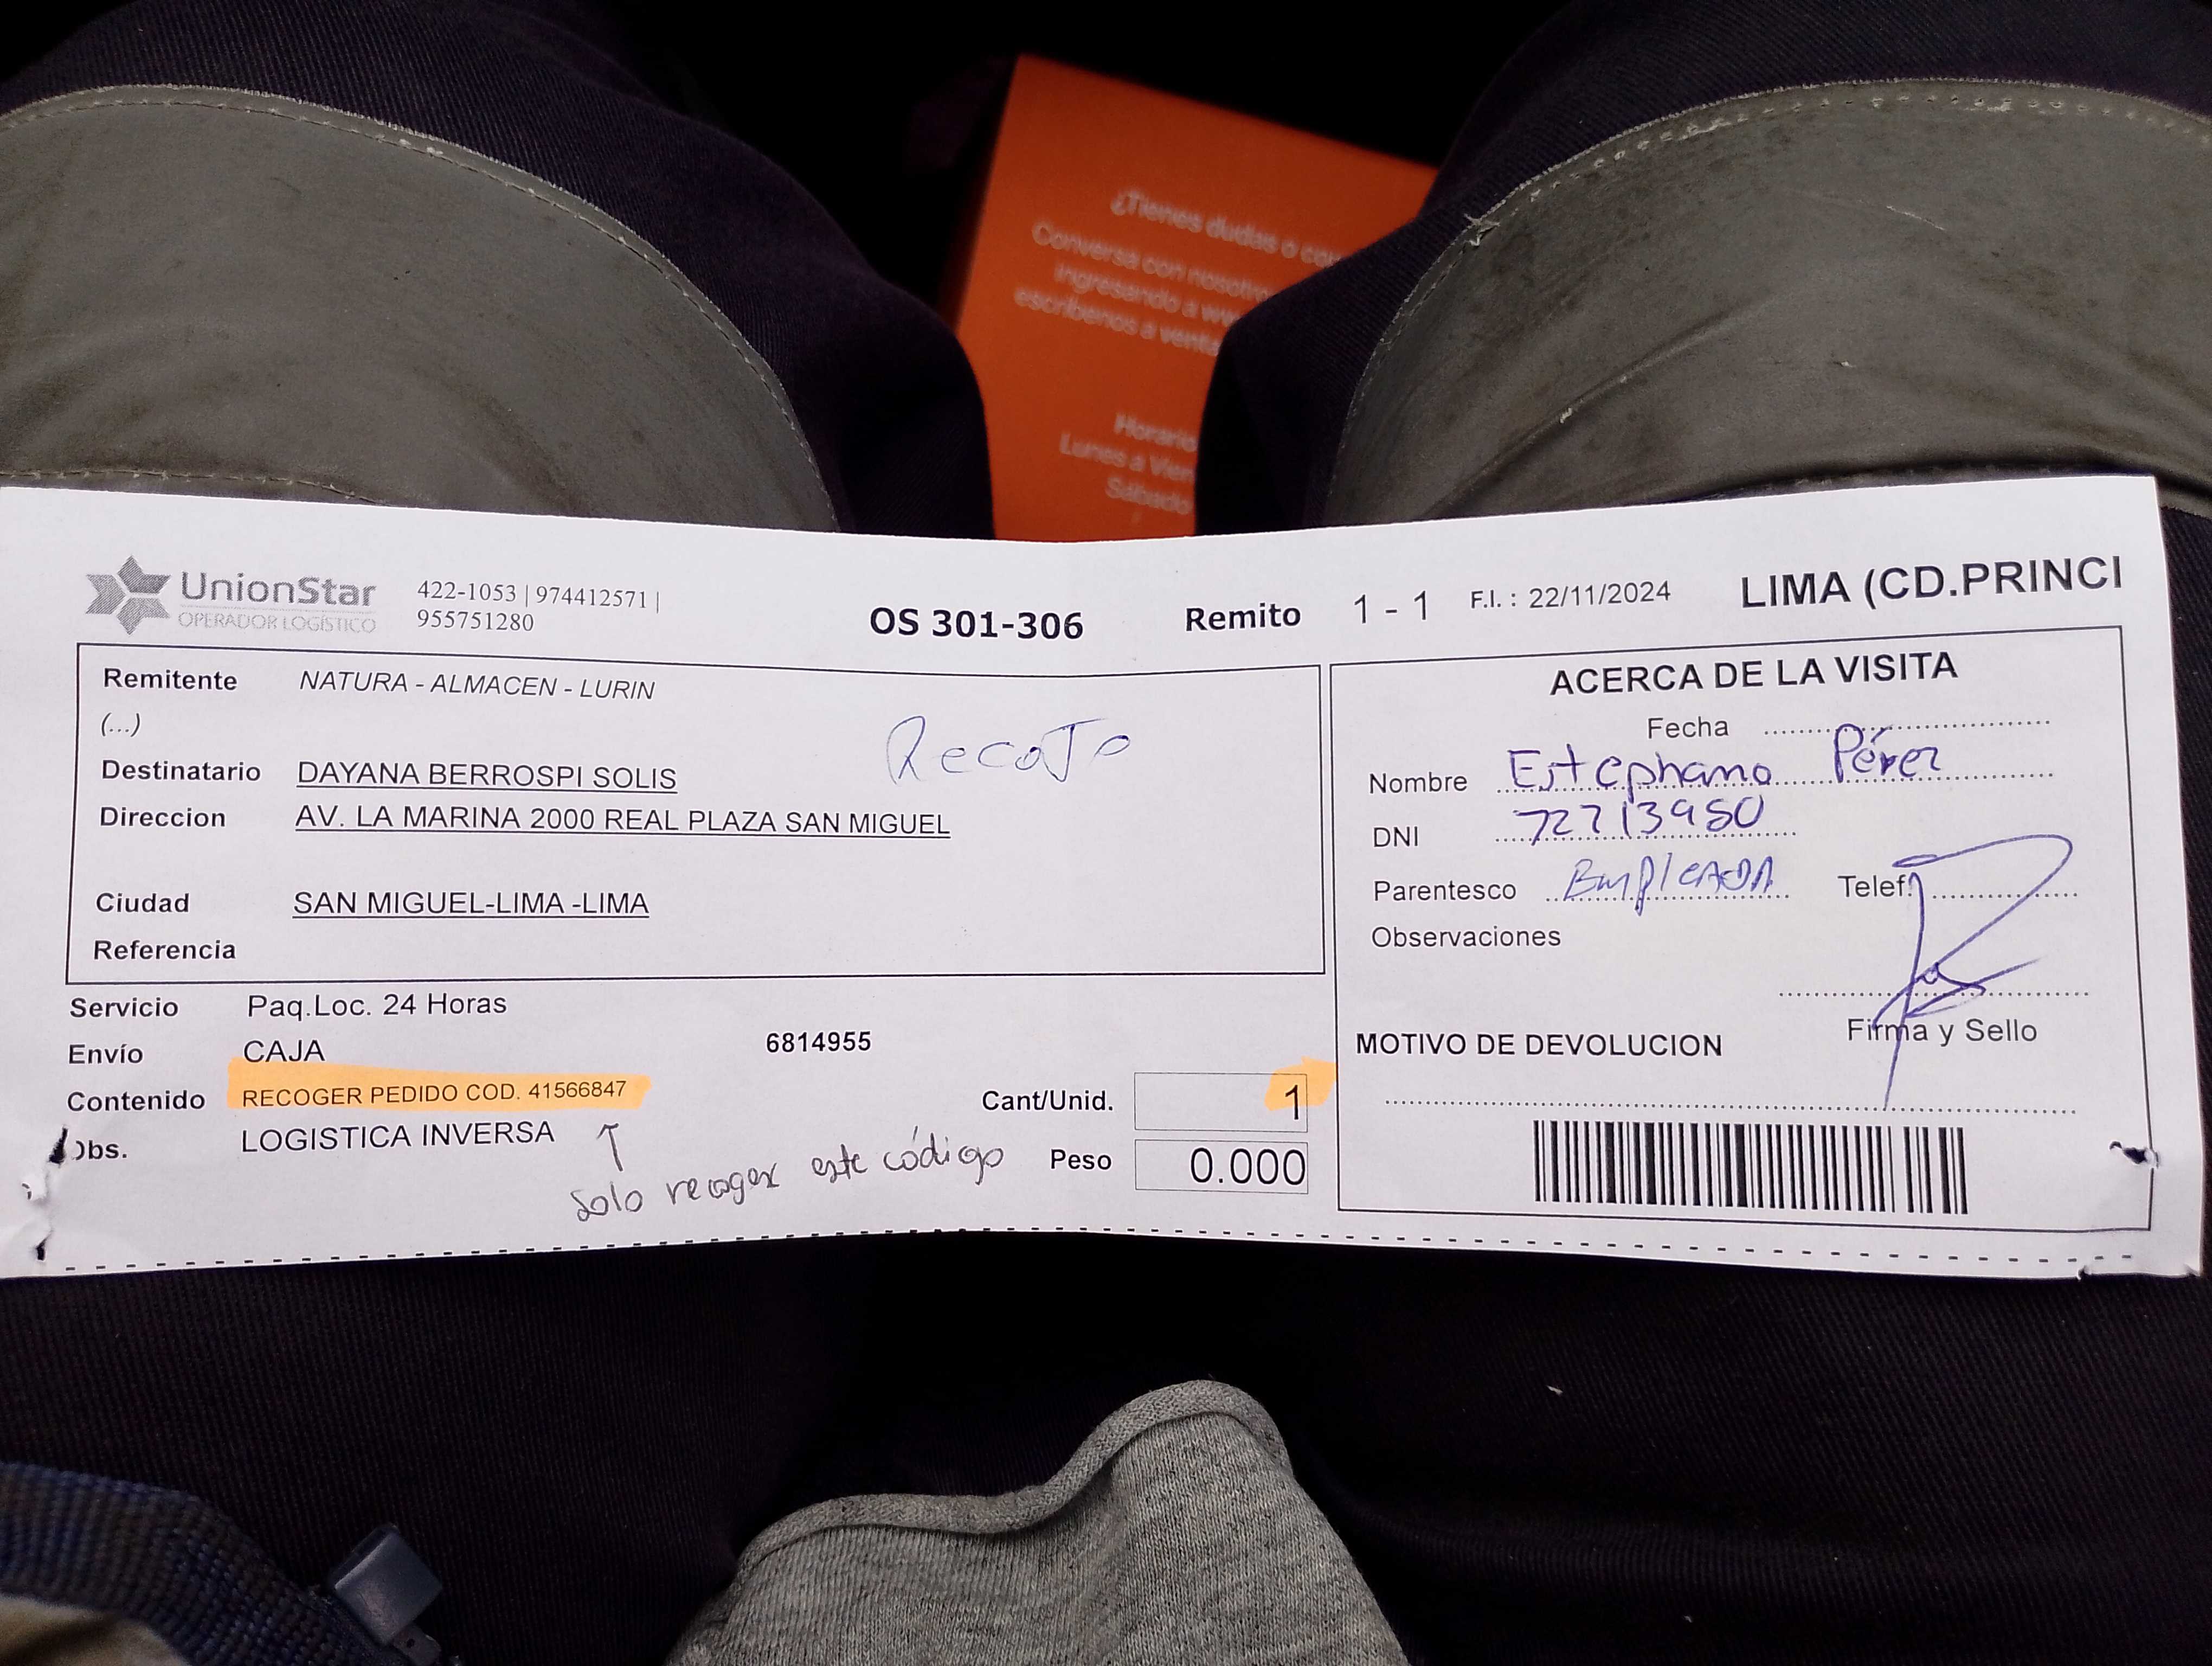 ¿Tienes dudas o
Conversa con
ingresando a
escríbenos a
Horario
Lunes a
Sábado
UnionStar
OPERADOR LOGÍSTICO
422-1053 | 974412571 |
955751280
OS 301-306
Remito 1 - 1
F.I. : 22/11/2024
LIMA (CD.PRINCI
Remitente NATURA - ALMACEN - LURIN
(...)
Recojo
Destinatario DAYANA BERROSPI SOLIS
Direccion AV. LA MARINA 2000 REAL PLAZA SAN MIGUEL
Ciudad SAN MIGUEL-LIMA -LIMA
Referencia
Servicio Paq.Loc. 24 Horas
Envío CAJA 6814955
Contenido RECOGER PEDIDO COD. 41566847
Cant/Unid. 1
Obs. LOGISTICA INVERSA
Solo recoger este código
Peso 0.000
ACERCA DE LA VISITA
Fecha
Nombre Estephano Pérez
DNI 72713980
Parentesco EmplEADA Telef.
Observaciones
Firma y Sello
MOTIVO DE DEVOLUCION